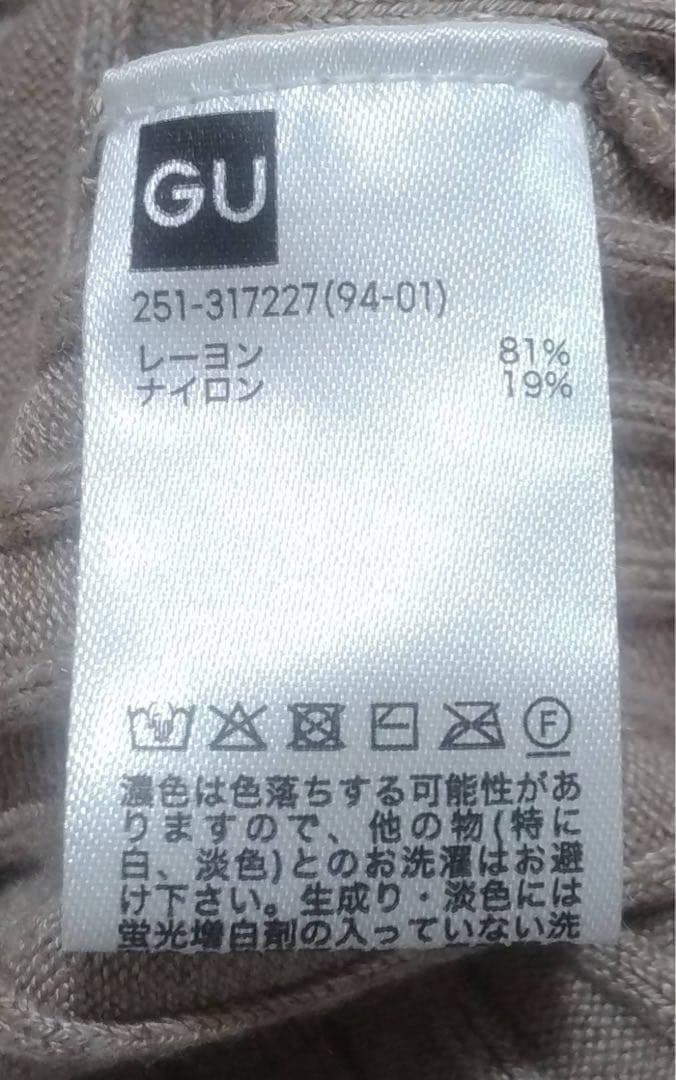 GU
251-317227(94-01)
レーヨン 81%
ナイロン 19%
F
濃色は色落ちする可能性があ
りますので、他の物(特に
白、淡色)とのお洗濯はお避
け下さい。生成り・淡色には
蛍光増白剤の入っていない洗